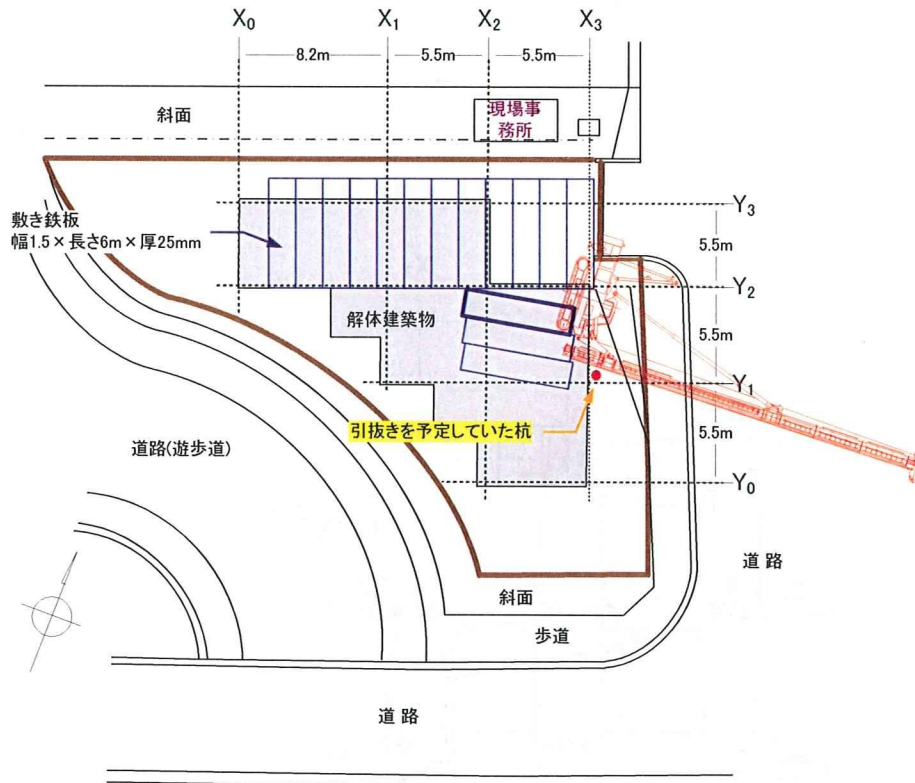 X0
X1
X2
X3
8.2m
5.5m
5.5m
斜面
現場事
務所
敷き鉄板
幅1.5×長さ6m×厚25mm
Y3
5.5m
Y2
解体建築物
5.5m
Y1
引抜きを予定していた杭
5.5m
道路(遊歩道)
Y0
道 路
斜面
歩道
道 路